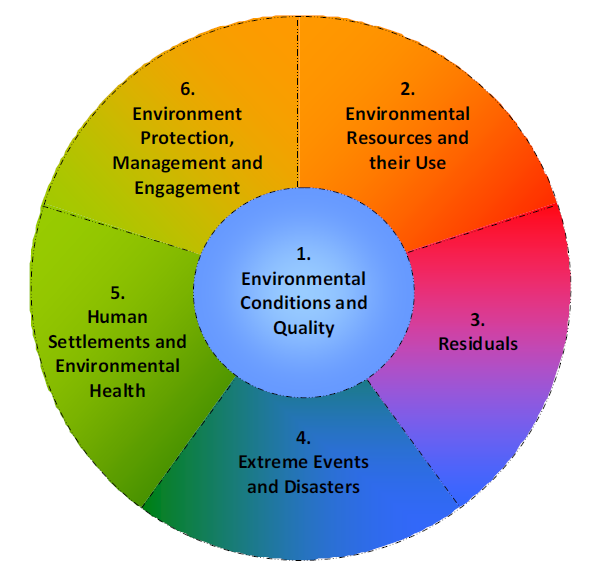 1.
Environmental
Conditions and
Quality
2.
Environmental
Resources and
their Use
3.
Residuals
4.
Extreme Events
and Disasters
5.
Human
Settlements and
Environmental
Health
6.
Environment
Protection,
Management and
Engagement